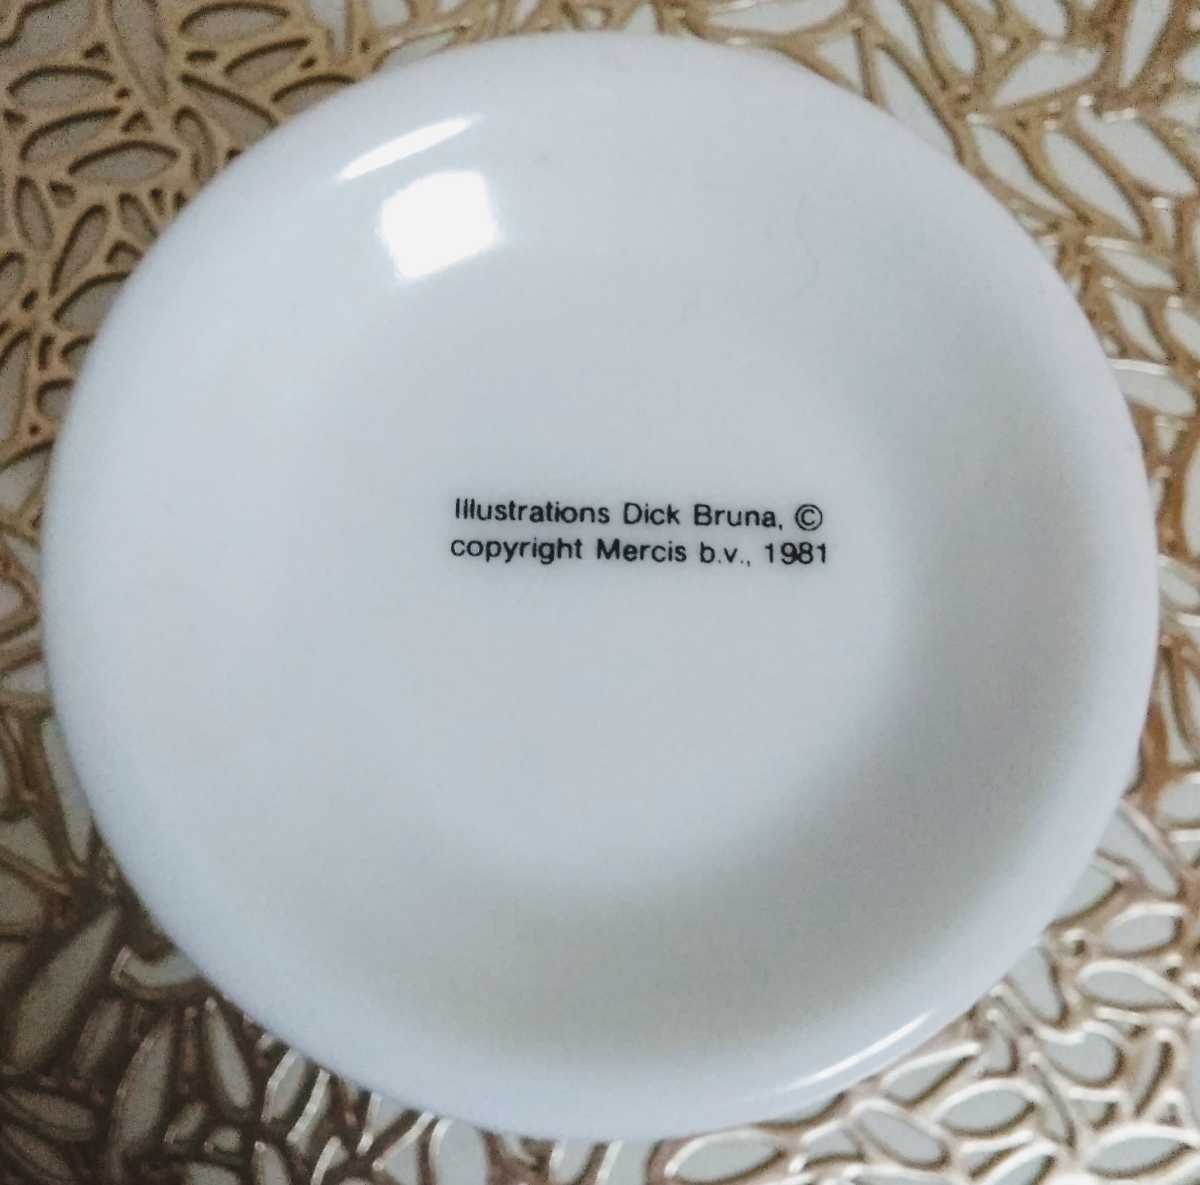 Illustrations Dick Bruna, ©
copyright Mercis b.v., 1981